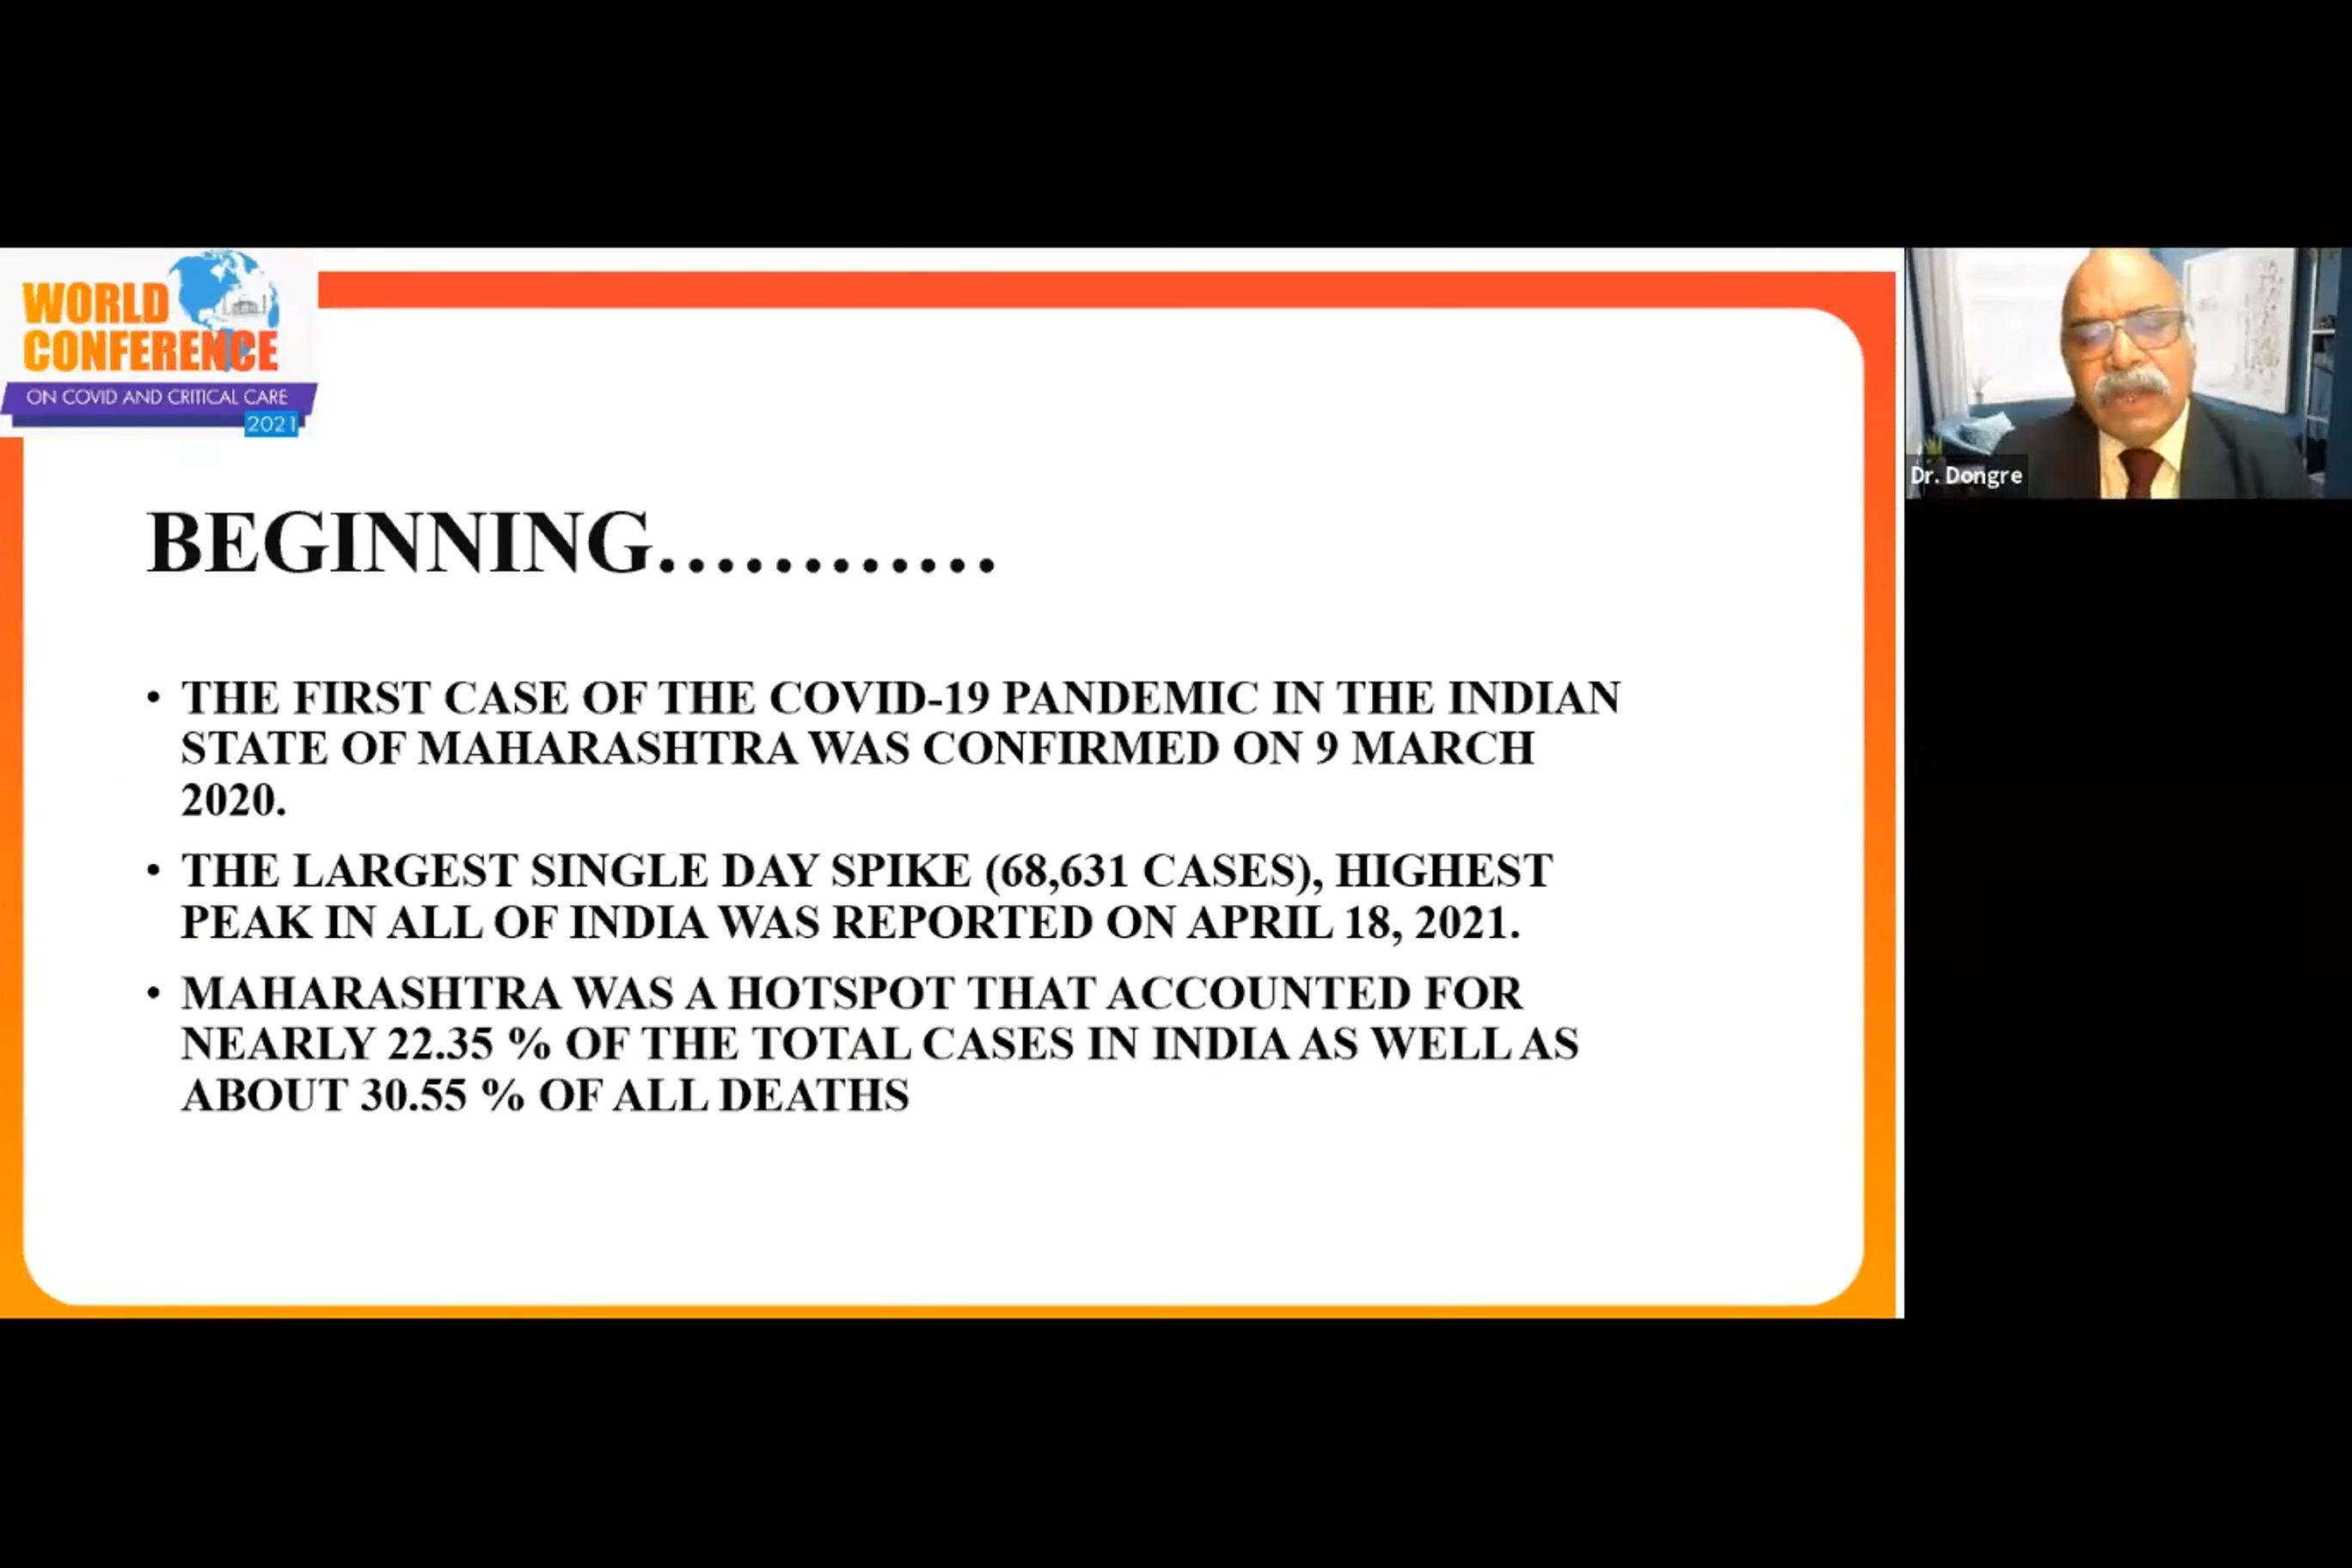 WORLD
CONFERENCE
ON COVID AND CRITICAL CARE
2021
Dr. Dongre
BEGINNING............
• THE FIRST CASE OF THE COVID-19 PANDEMIC IN THE INDIAN
STATE OF MAHARASHTRA WAS CONFIRMED ON 9 MARCH
2020.
• THE LARGEST SINGLE DAY SPIKE (68,631 CASES), HIGHEST
PEAK IN ALL OF INDIA WAS REPORTED ON APRIL 18, 2021.
• MAHARASHTRA WAS A HOTSPOT THAT ACCOUNTED FOR
NEARLY 22.35 % OF THE TOTAL CASES IN INDIA AS WELL AS
ABOUT 30.55 % OF ALL DEATHS